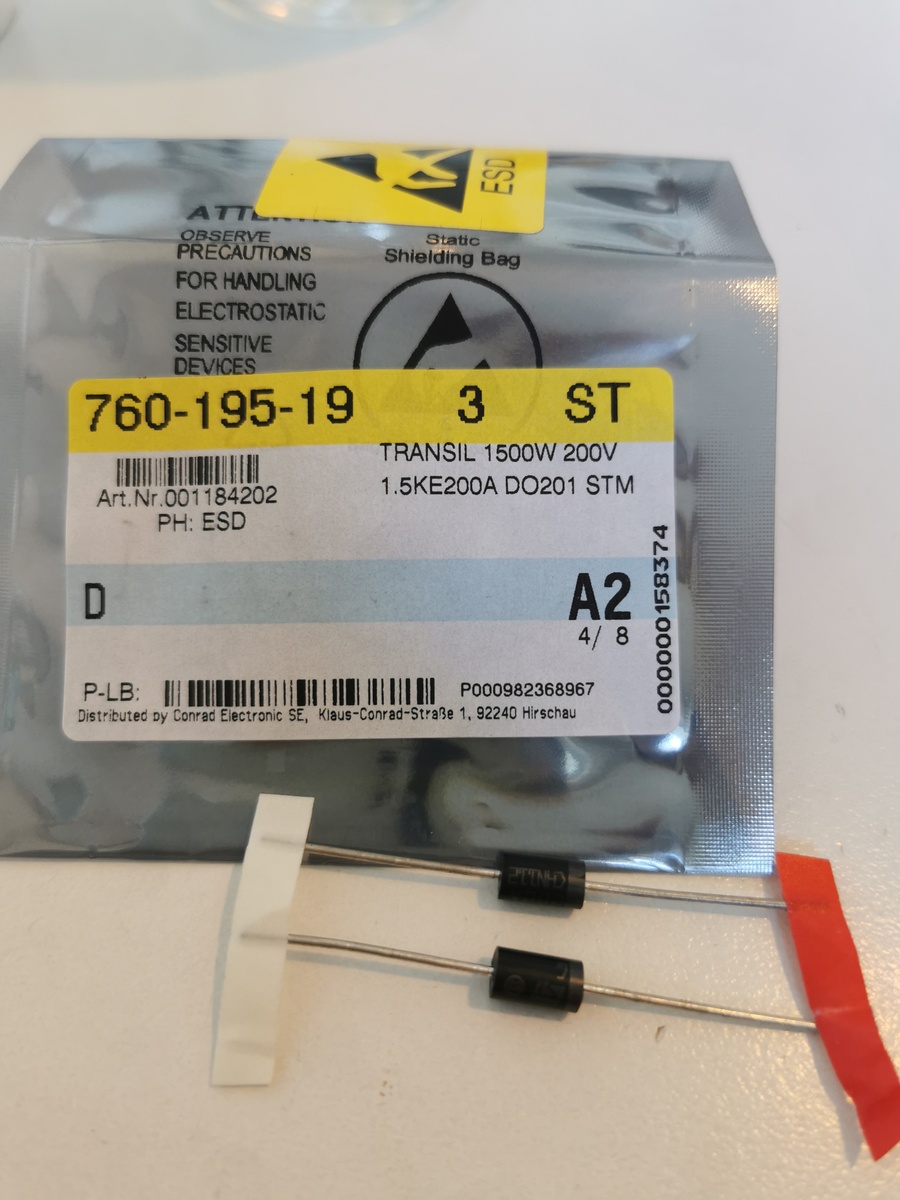 ESD
ATTENTION
OBSERVE
PRECAUTIONS
FOR HANDLING
ELECTROSTATIC
SENSITIVE
DEVICES
Static
Shielding Bag
760-195-19 3 ST
TRANSIL 1500W 200V
1.5KE200A DO201 STM
Art.Nr.001184202
PH: ESD
D
A2
4/ 8
0000000158374
P-LB:
P000982368967
Distributed by Conrad Electronic SE, Klaus-Conrad-Straße 1, 92240 Hirschau